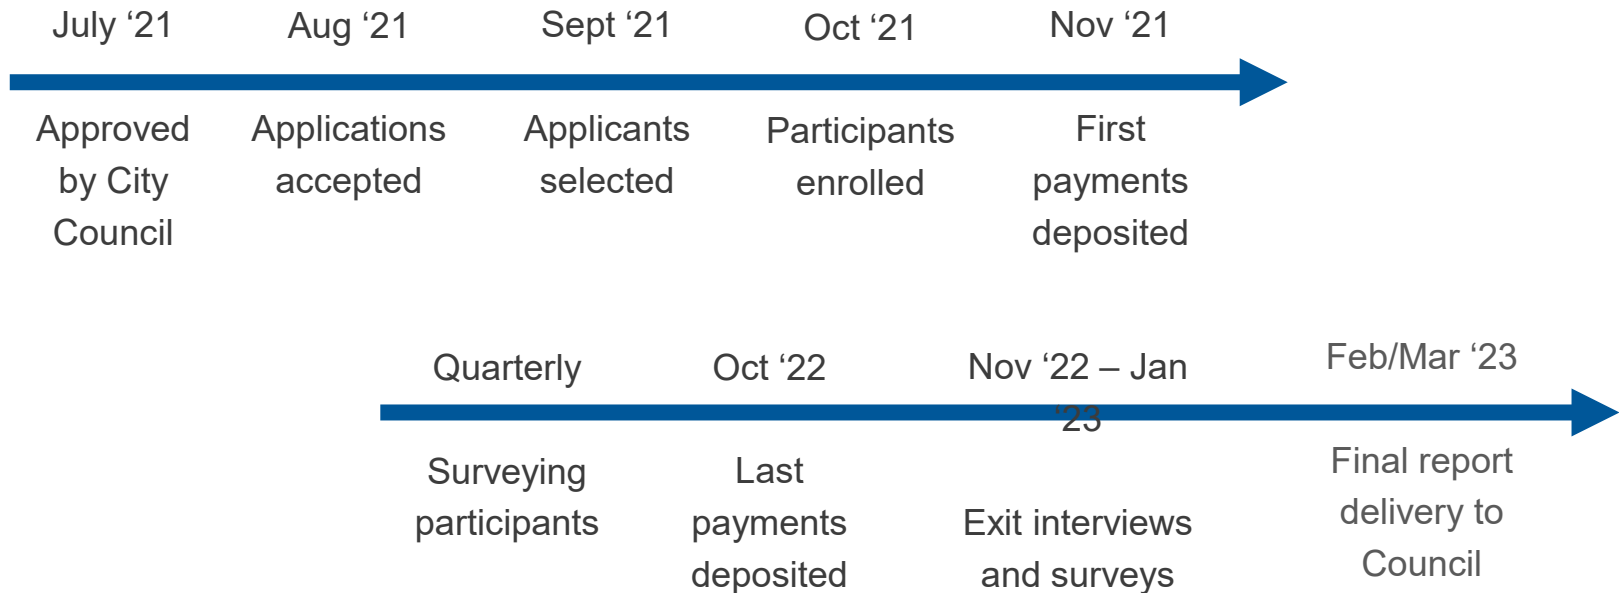 July ‘21
Aug ‘21
Sept ‘21
Oct ‘21
Nov ‘21
Approved
by City
Council
Applications
accepted
Applicants
selected
Participants
enrolled
First
payments
deposited
Quarterly
Oct ‘22
Nov ‘22 – Jan
‘23
Feb/Mar ‘23
Surveying
participants
Last
payments
deposited
Exit interviews
and surveys
Final report
delivery to
Council